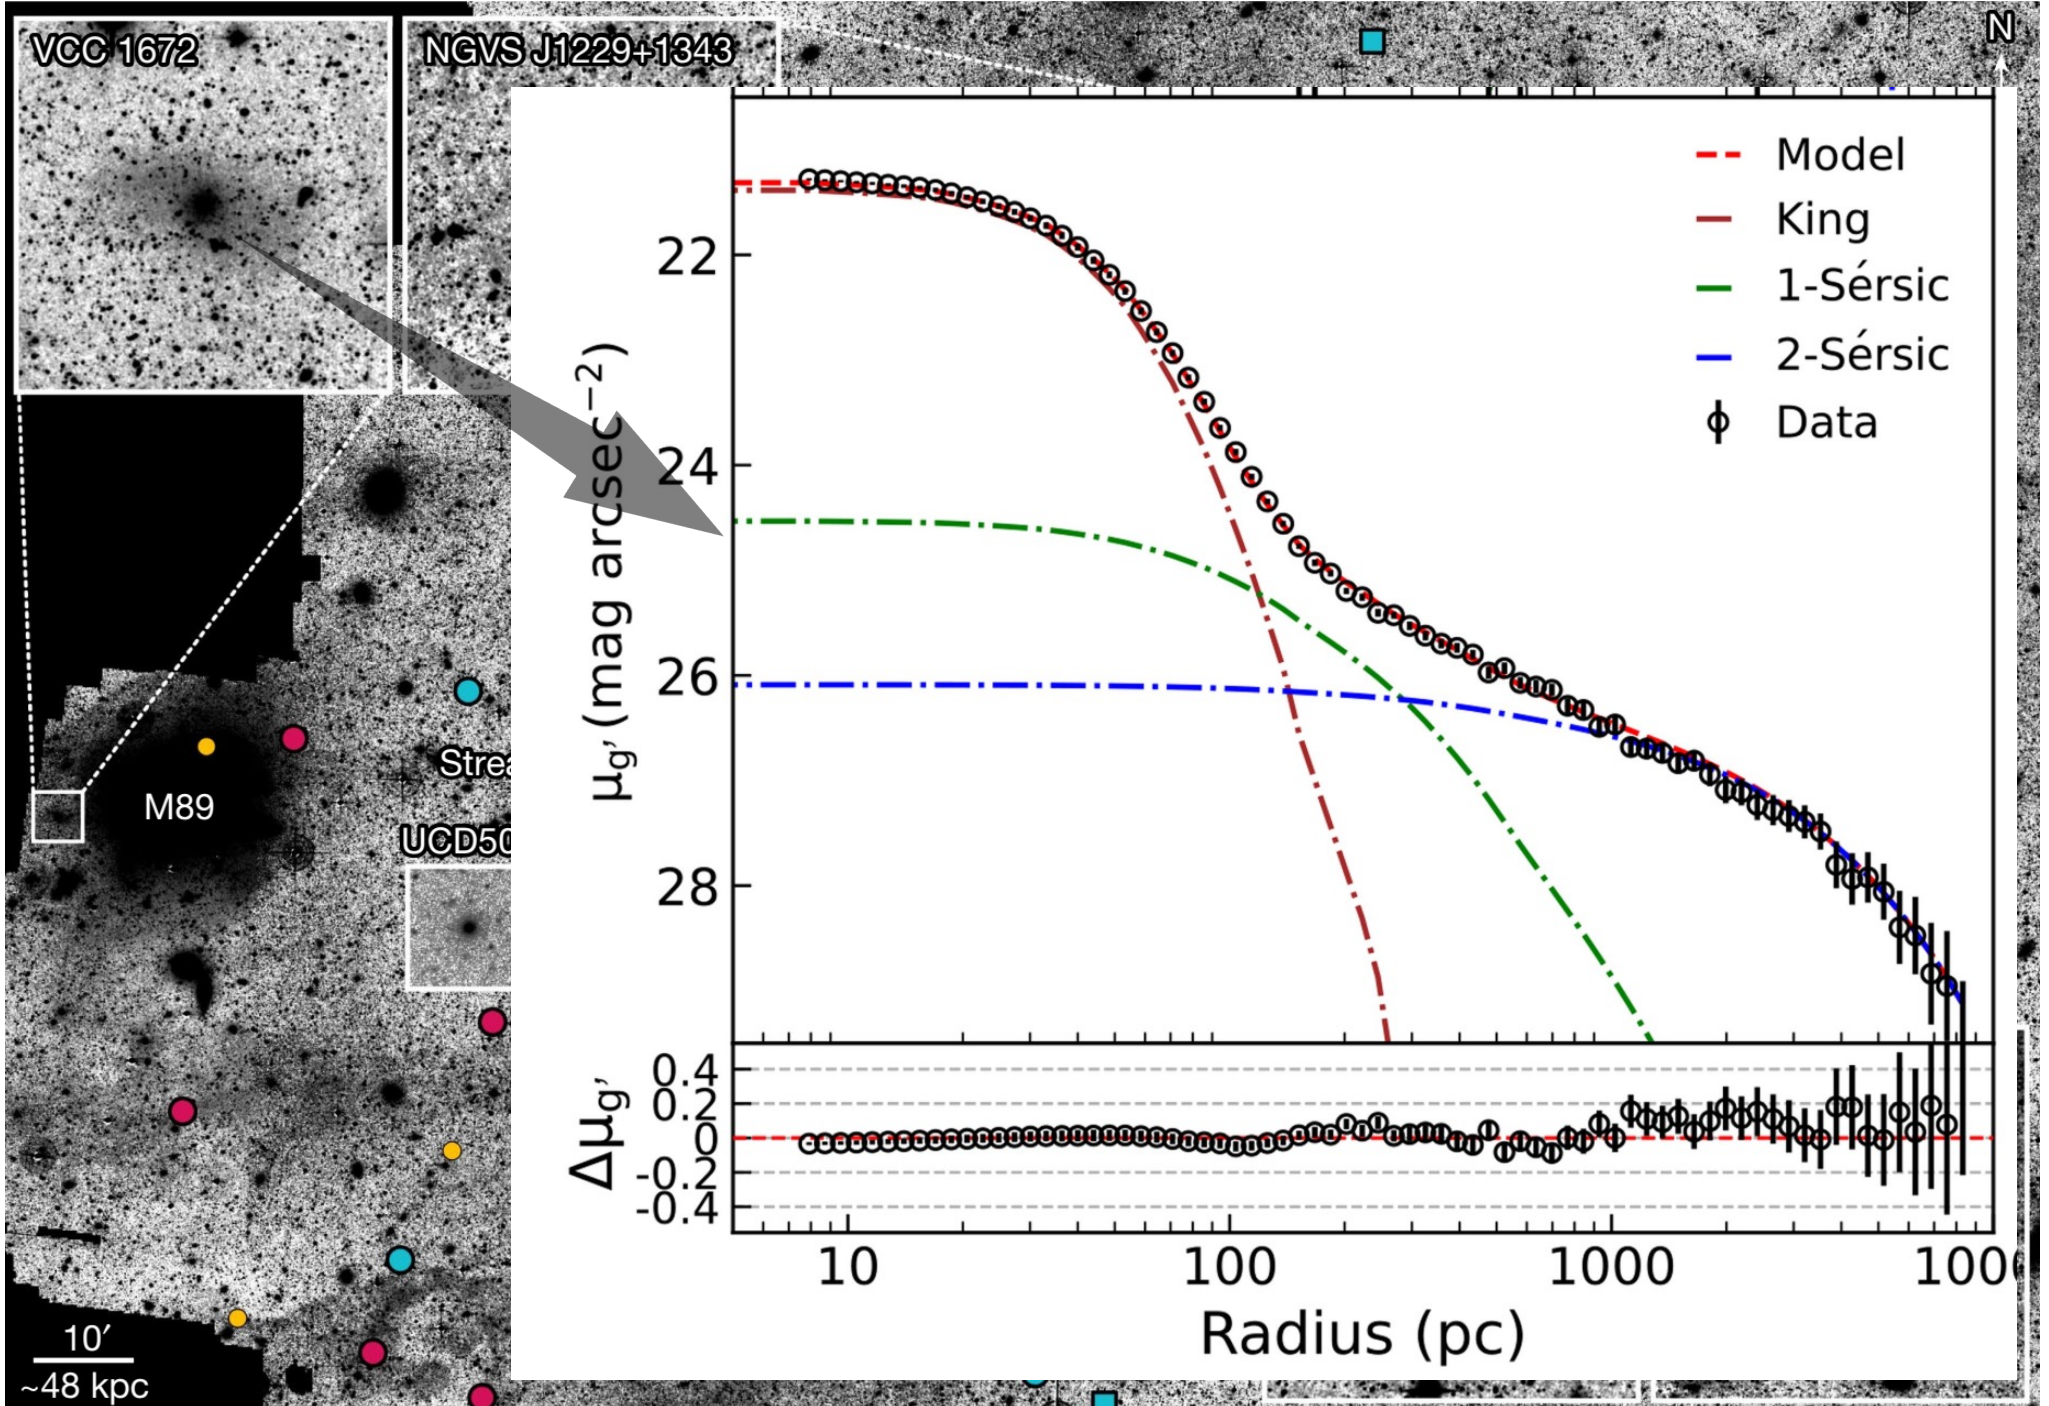 VCC 1672
NGVS J1229+1343
N
Model
King
1-Sérsic
2-Sérsic
Data
22
24
26
28
μg′ (mag arcsec−2)
M89
Strea
UCD50
0.4
0.2
0
-0.2
-0.4
Δμg′
10
100
1000
1000
Radius (pc)
10′
~48 kpc